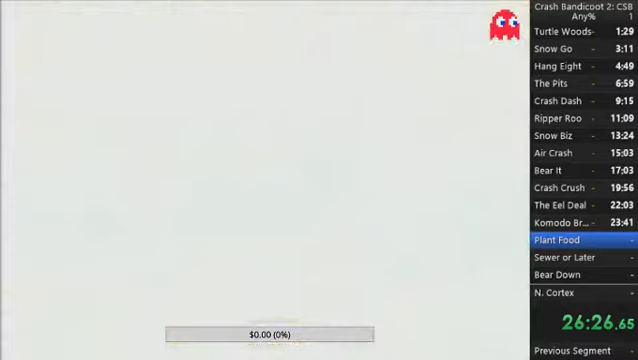 Crash Bandicoot 2: CSB
Any% 1
Turtle Woods- 1:29
Snow Go - 3:11
Hang Eight - 4:49
The Pits - 6:59
Crash Dash - 9:15
Ripper Roo - 11:09
Snow Biz - 13:24
Air Crash - 15:03
Bear It - 17:03
Crash Crush - 19:56
The Eel Deal - 22:03
Komodo Br... - 23:41
Plant Food -
Sewer or Later -
Bear Down -
N. Cortex -
26:26.65
$0.00 (0%)
Previous Segment -